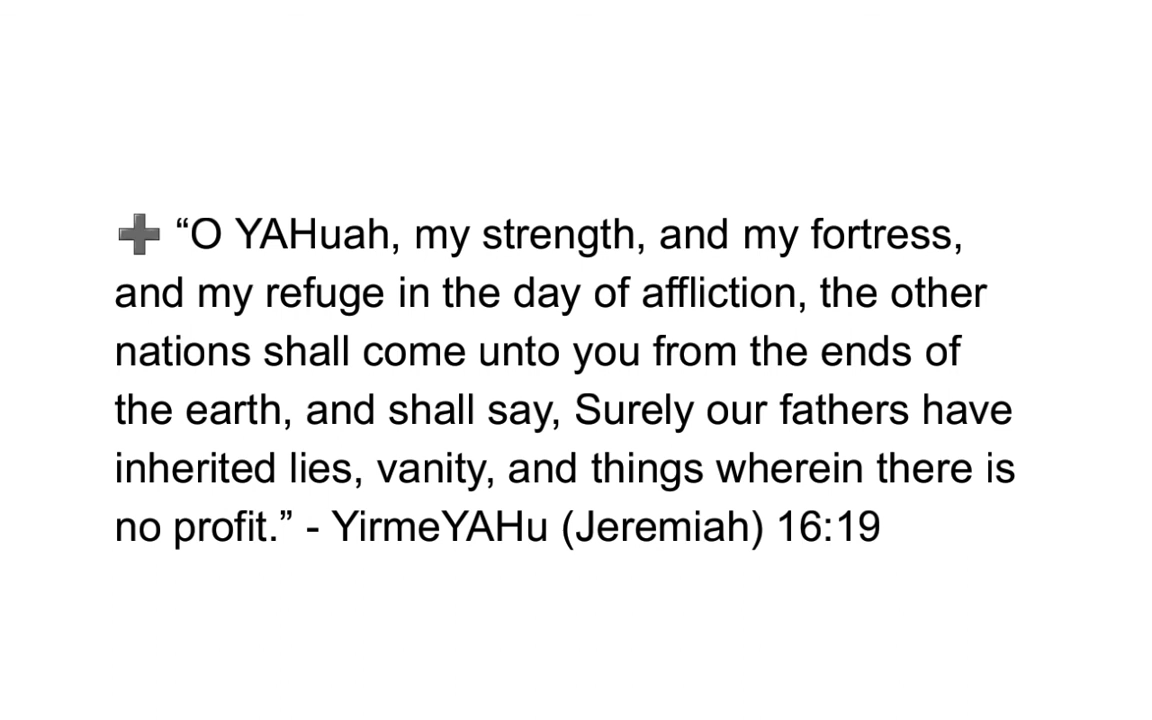 ➕ “O YAHuah, my strength, and my fortress,
and my refuge in the day of affliction, the other
nations shall come unto you from the ends of
the earth, and shall say, Surely our fathers have
inherited lies, vanity, and things wherein there is
no profit.” - YirmeYAHu (Jeremiah) 16:19